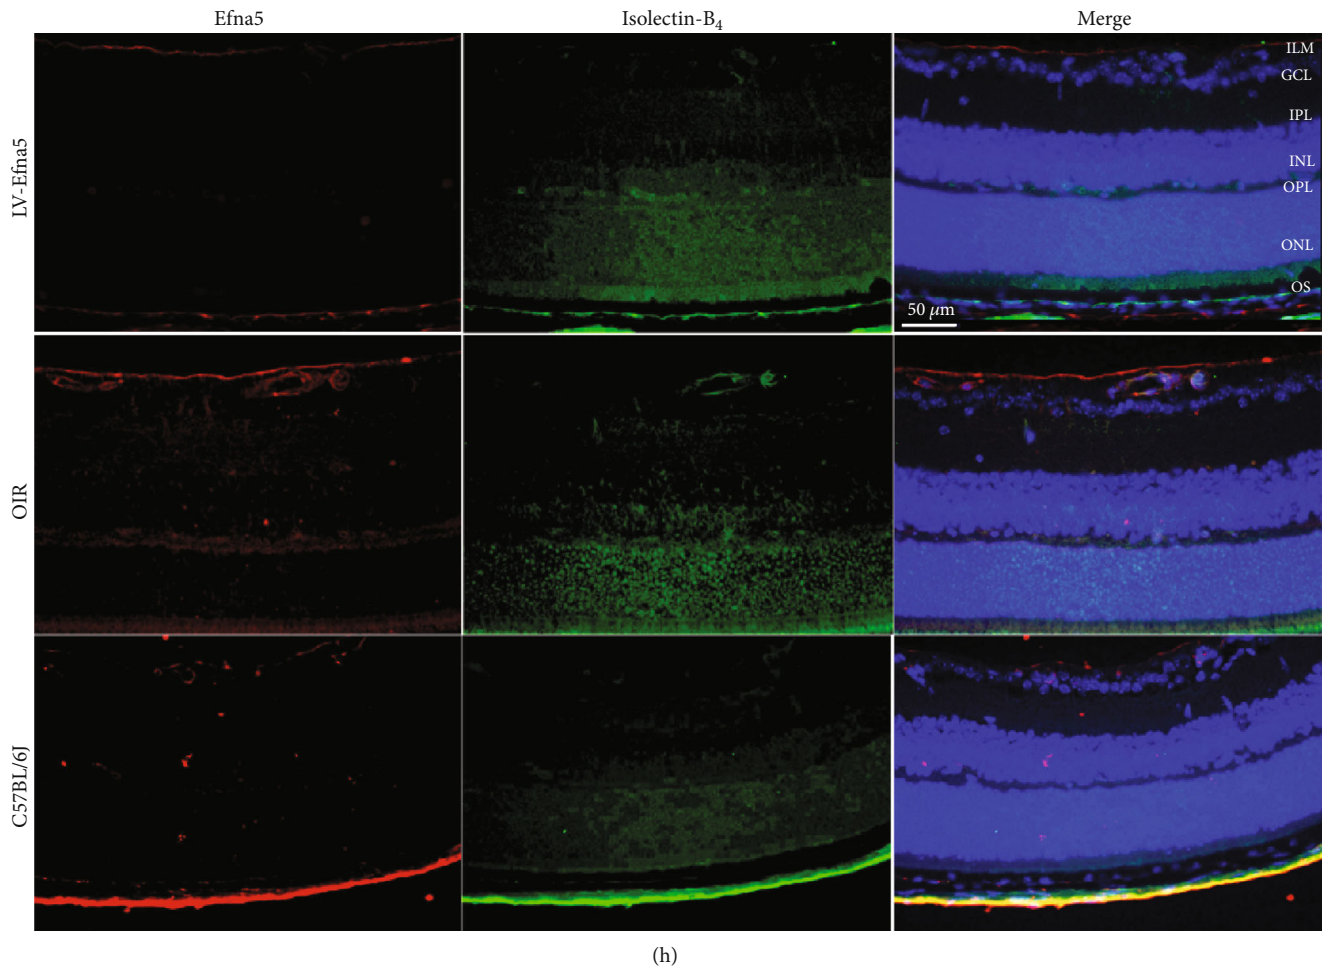 Efna5 Isolectin-B₄ Merge
LV-Efna5
ILM
GCL
IPL
INL
OPL
ONL
OS
50 μm
OIR
C57BL/6J
(h)